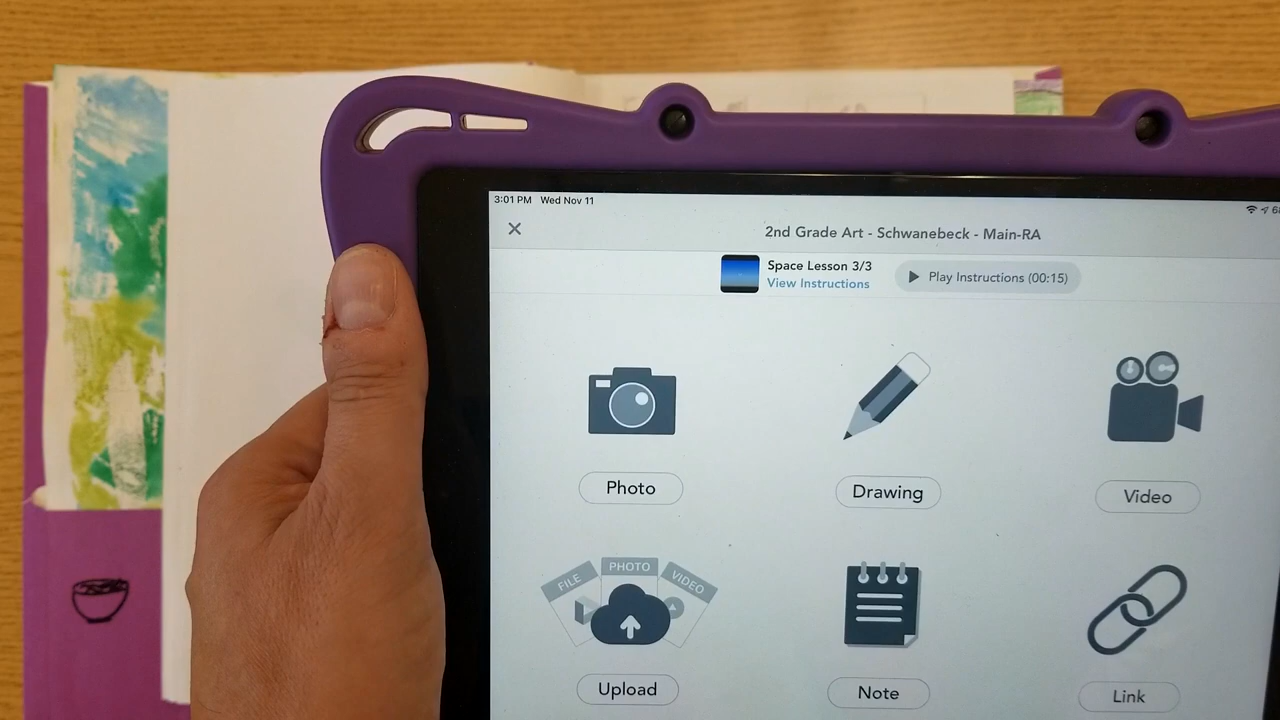 3:01 PM Wed Nov 11
2nd Grade Art - Schwanebeck - Main-RA
Space Lesson 3/3
View Instructions
Play Instructions (00:15)
Photo
Drawing
Video
FILE
PHOTO
VIDEO
Upload
Note
Link